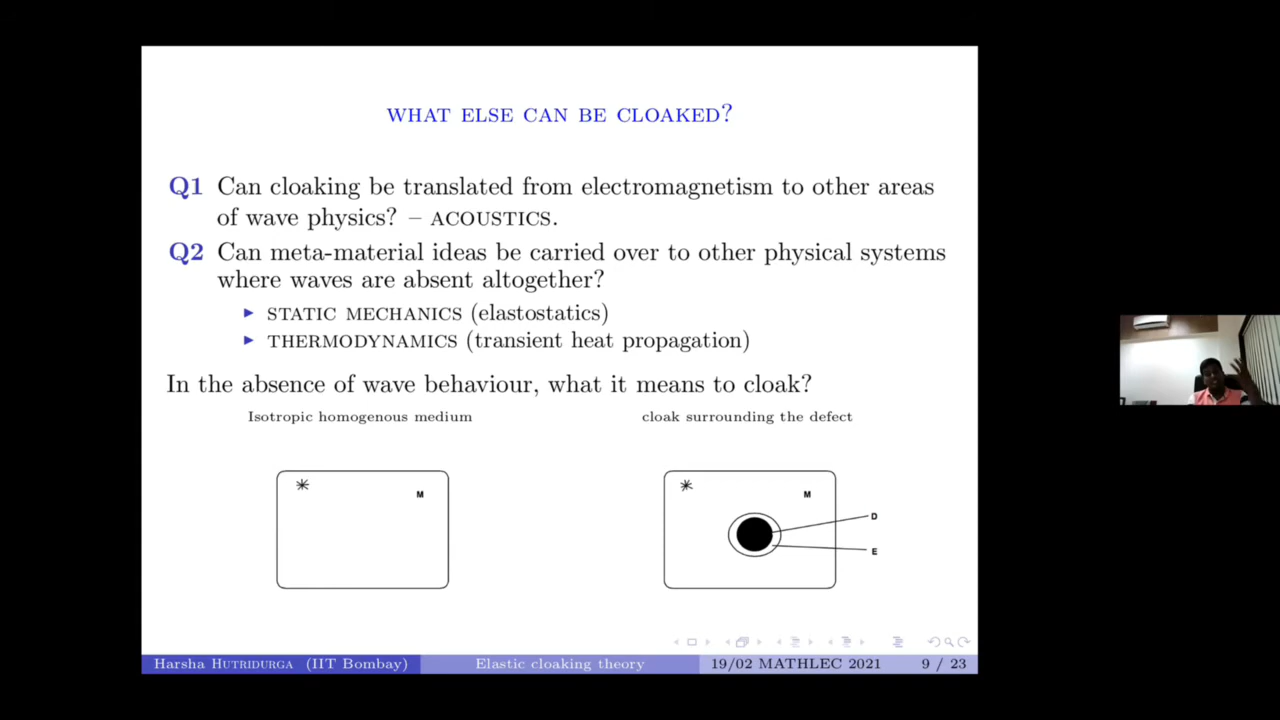 WHAT ELSE CAN BE CLOAKED?
Q1 Can cloaking be translated from electromagnetism to other areas
of wave physics? – ACOUSTICS.
Q2 Can meta-material ideas be carried over to other physical systems
where waves are absent altogether?
▶ STATIC MECHANICS (elastostatics)
▶ THERMODYNAMICS (transient heat propagation)
In the absence of wave behaviour, what it means to cloak?
Isotropic homogenous medium cloak surrounding the defect
M M
D
E
Harsha HUTRIDURGA (IIT Bombay) Elastic cloaking theory 19/02 MATHLEC 2021 9 / 23